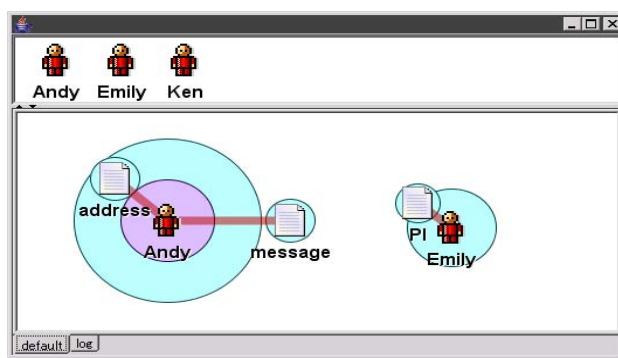 Andy Emily Ken
address
Andy
message
PI
Emily
default log